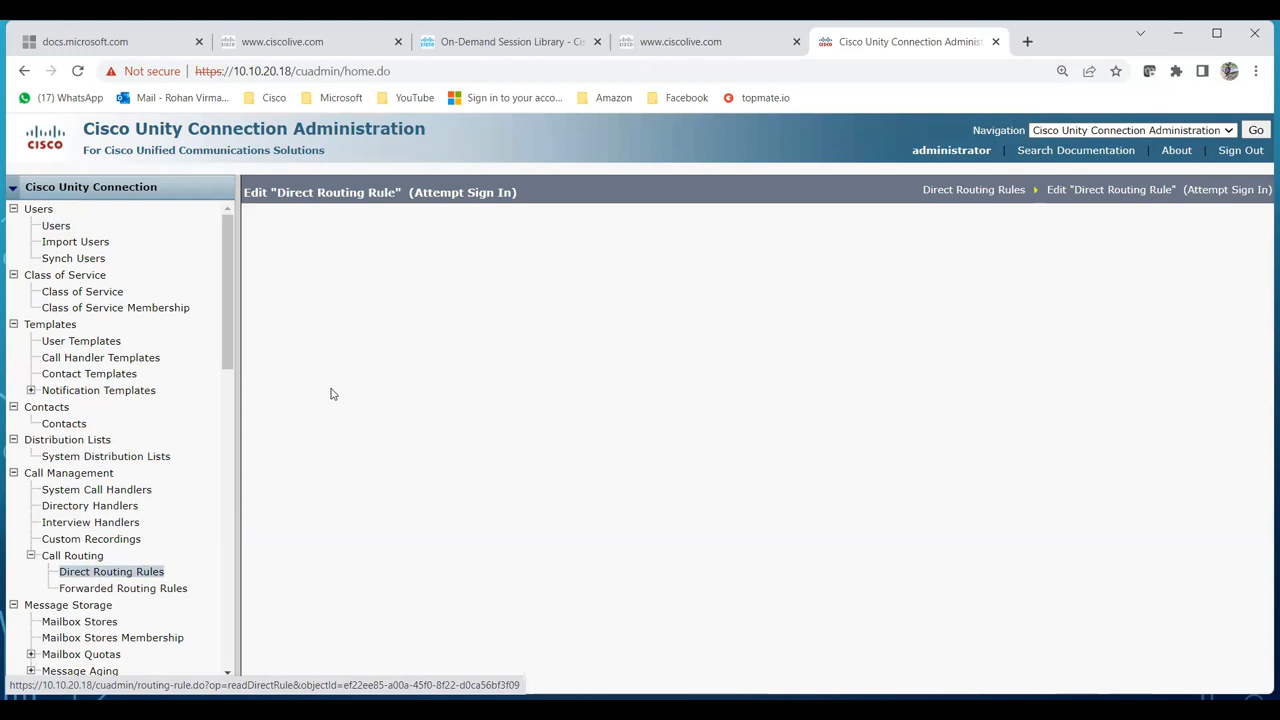 docs.microsoft.com
www.ciscolive.com
On-Demand Session Library - Cis
www.ciscolive.com
Cisco Unity Connection Administ
Not secure https://10.10.20.18/cuadmin/home.do
(17) WhatsApp
Mail - Rohan Virma...
Cisco
Microsoft
YouTube
Sign in to your acco...
Amazon
Facebook
topmate.io
Cisco Unity Connection Administration
For Cisco Unified Communications Solutions
CISCO
Navigation Cisco Unity Connection Administration Go
administrator | Search Documentation | About | Sign Out
Cisco Unity Connection
Edit "Direct Routing Rule" (Attempt Sign In)
Direct Routing Rules Edit "Direct Routing Rule" (Attempt Sign In)
Users
Users
Import Users
Synch Users
Class of Service
Class of Service
Class of Service Membership
Templates
User Templates
Call Handler Templates
Contact Templates
Notification Templates
Contacts
Contacts
Distribution Lists
System Distribution Lists
Call Management
System Call Handlers
Directory Handlers
Interview Handlers
Custom Recordings
Call Routing
Direct Routing Rules
Forwarded Routing Rules
Message Storage
Mailbox Stores
Mailbox Stores Membership
Mailbox Quotas
Message Aging
https://10.10.20.18/cuadmin/routing-rule.do?op=readDirectRule&objectId=ef22ee85-a00a-45f0-8f22-d0ca56bf3f09